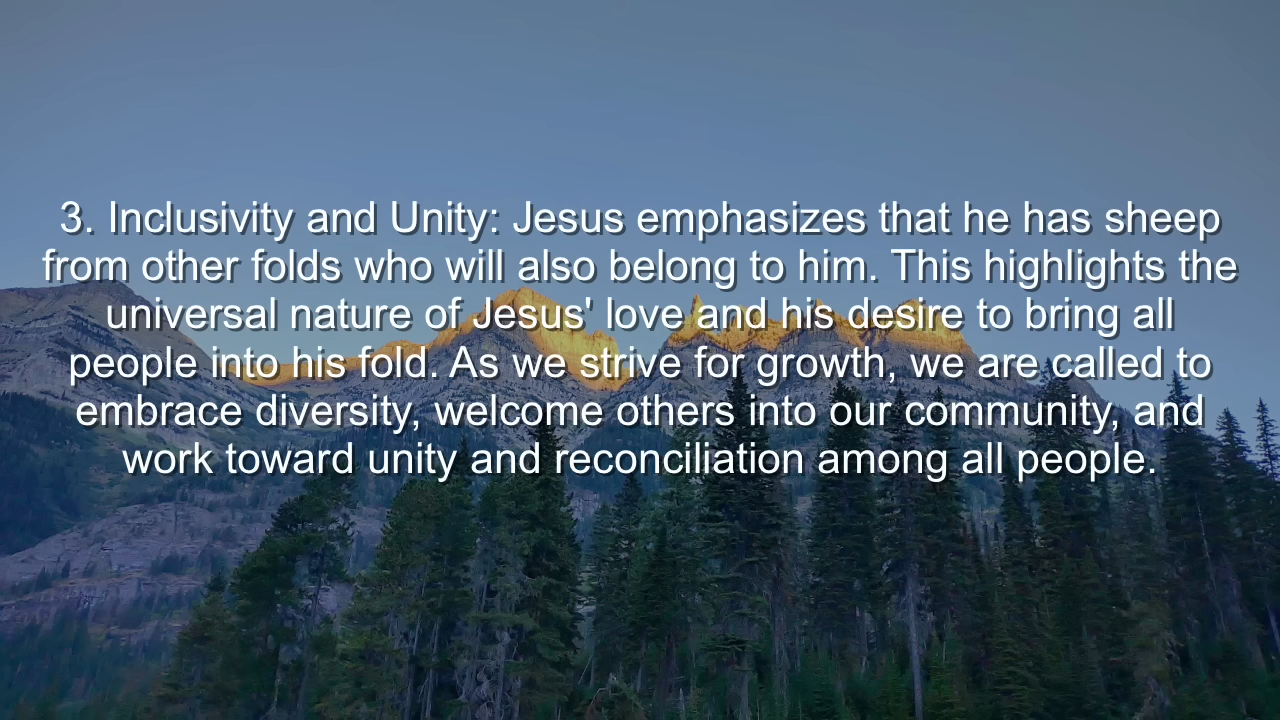 3. Inclusivity and Unity: Jesus emphasizes that he has sheep
from other folds who will also belong to him. This highlights the
universal nature of Jesus' love and his desire to bring all
people into his fold. As we strive for growth, we are called to
embrace diversity, welcome others into our community, and
work toward unity and reconciliation among all people.